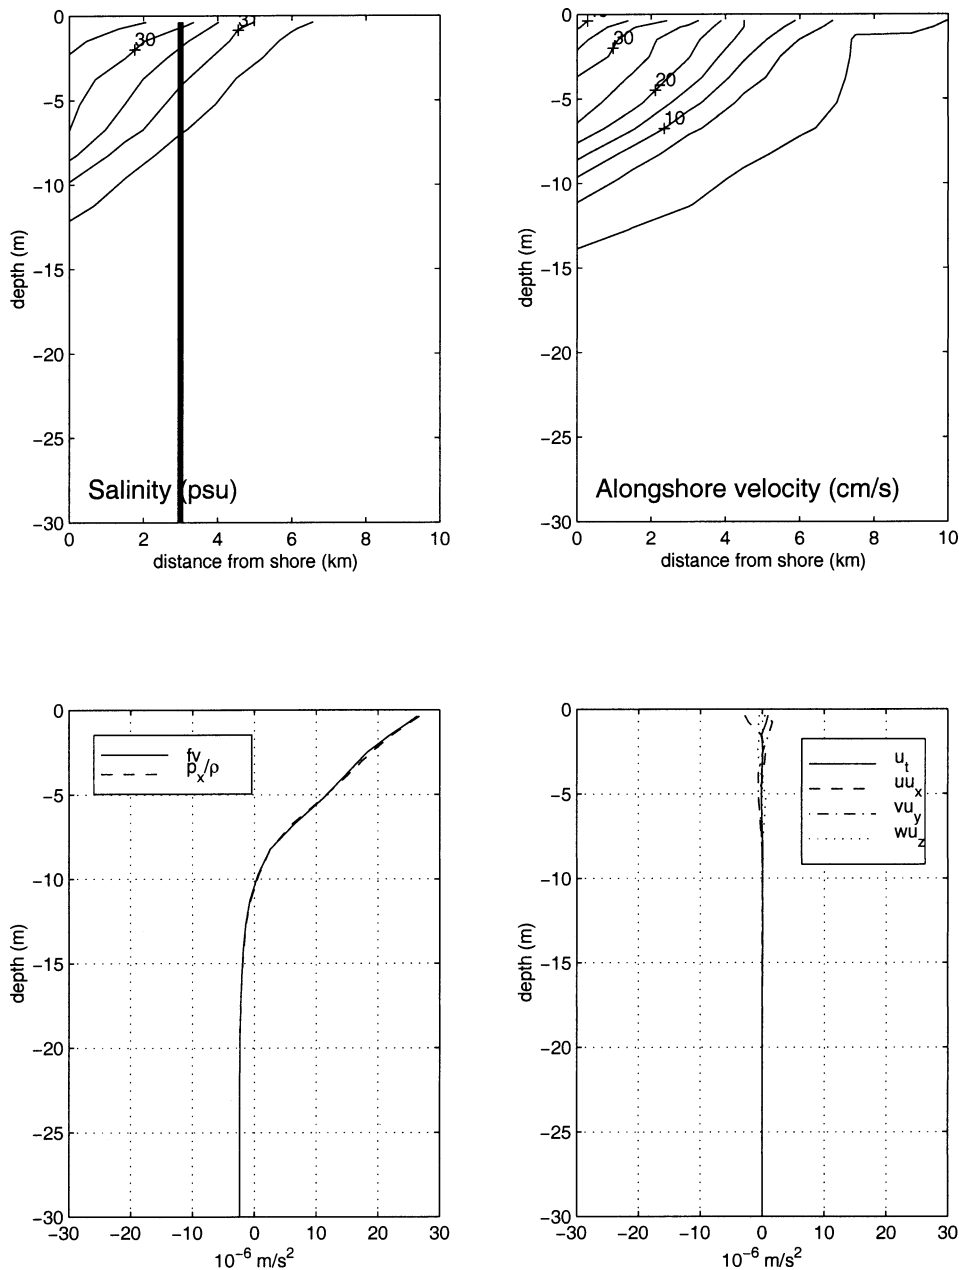 0
−5
−10
−15
−20
−25
−30
depth (m)
30
31
Salinity (psu)
0 2 4 6 8 10
distance from shore (km)
0
−5
−10
−15
−20
−25
−30
depth (m)
30
20
10
Alongshore velocity (cm/s)
0 2 4 6 8 10
distance from shore (km)
0
−5
−10
−15
−20
−25
−30
depth (m)
fv
pₓ/ρ
−30 −20 −10 0 10 20 30
10⁻⁶ m/s²
0
−5
−10
−15
−20
−25
−30
depth (m)
u_t
uu_x
vu_y
wu_z
−30 −20 −10 0 10 20 30
10⁻⁶ m/s²